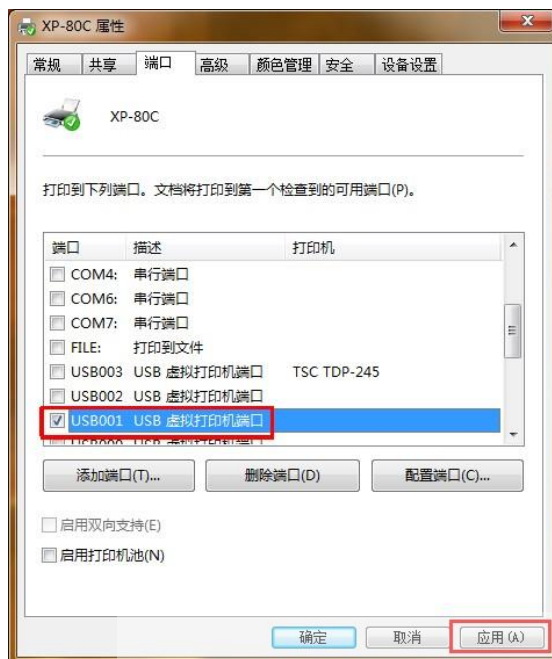 XP-80C 属性
常规 共享 端口 高级 颜色管理 安全 设备设置
XP-80C
打印到下列端口。文档将打印到第一个检查到的可用端口(P)。
端口 描述 打印机
COM4: 串行端口
COM6: 串行端口
COM7: 串行端口
FILE: 打印到文件
USB003 USB 虚拟打印机端口 TSC TDP-245
USB002 USB 虚拟打印机端口
USB001 USB 虚拟打印机端口
添加端口(T)... 删除端口(D) 配置端口(C)...
启用双向支持(E)
启用打印机池(N)
确定 取消 应用(A)